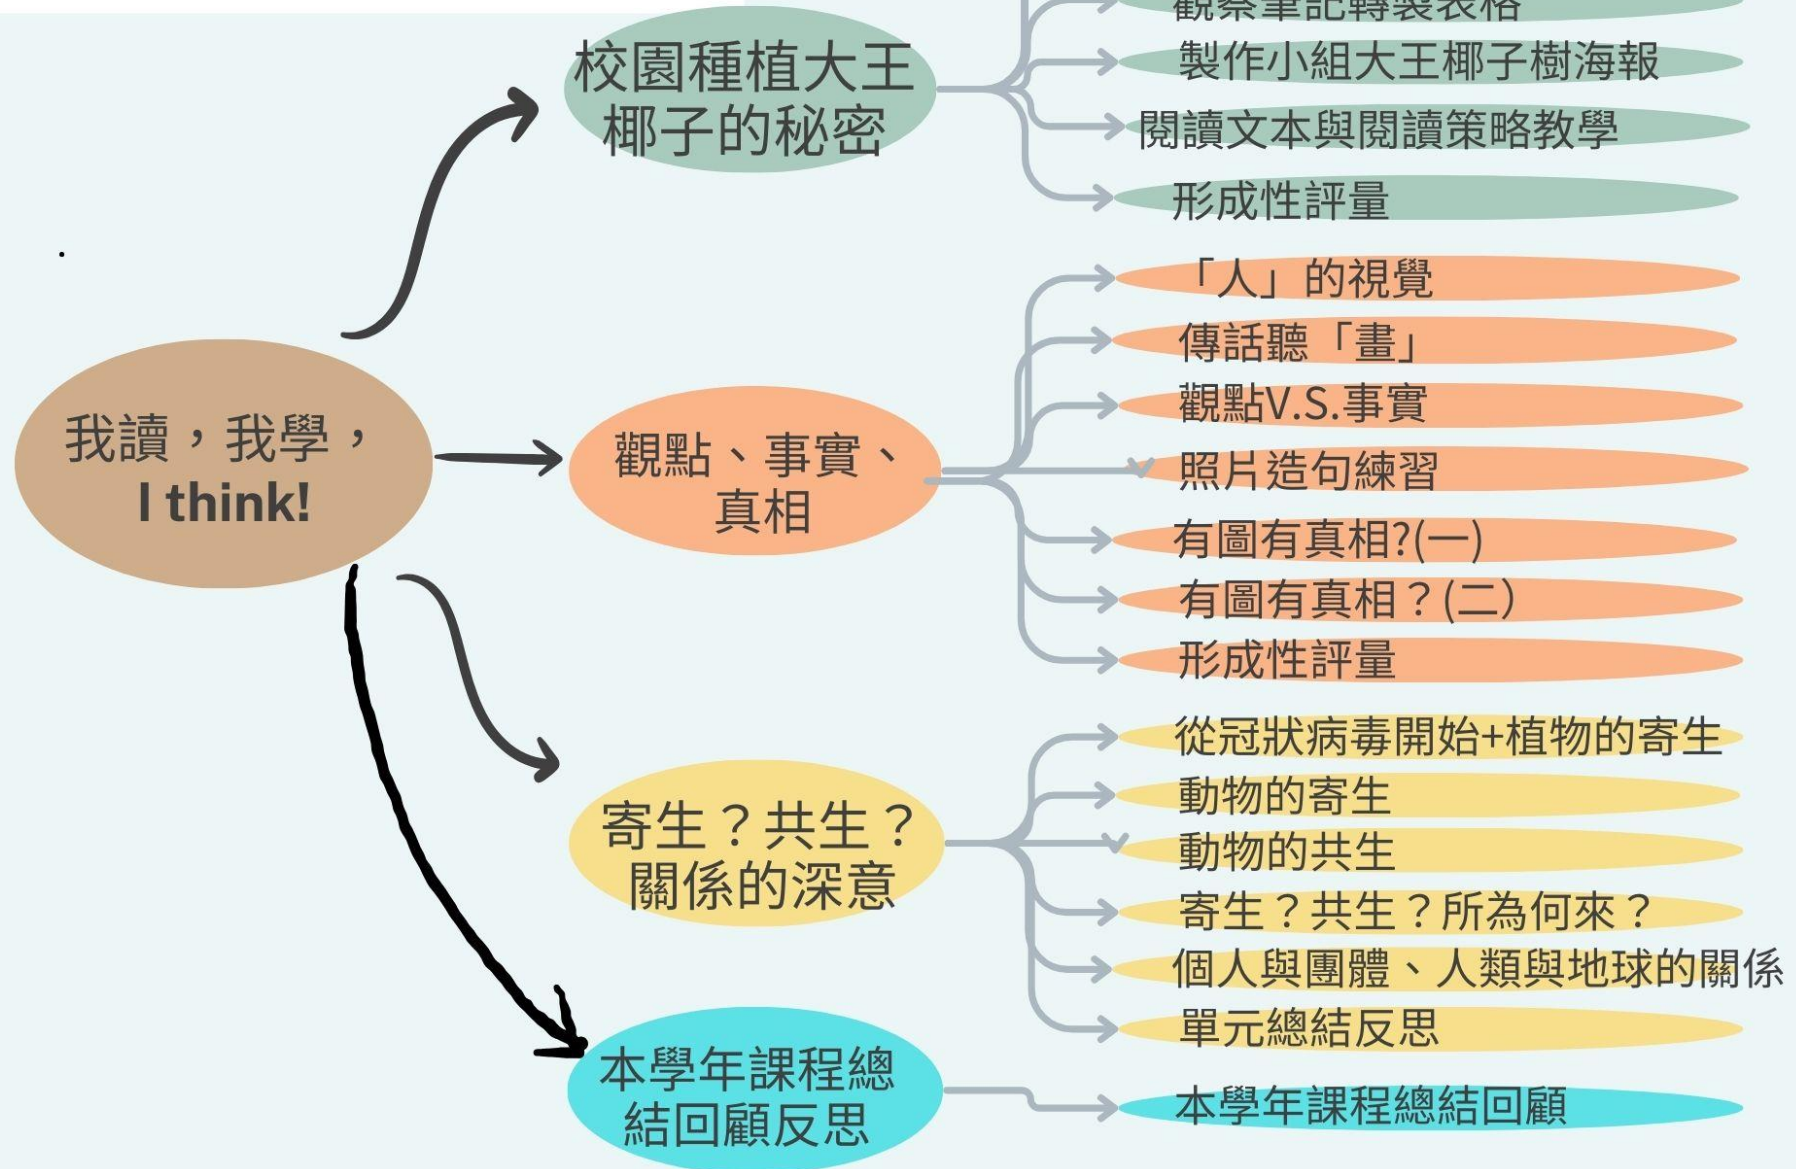 觀察筆記轉製表格
校園種植大王
椰子的秘密
製作小組大王椰子樹海報
閱讀文本與閱讀策略教學
形成性評量
我讀，我學，
I think!
觀點、事實、
真相
「人」的視覺
傳話聽「畫」
觀點V.S.事實
照片造句練習
有圖有真相?(一)
有圖有真相？(二）
形成性評量
寄生？共生？
關係的深意
從冠狀病毒開始+植物的寄生
動物的寄生
動物的共生
寄生？共生？所為何來？
個人與團體、人類與地球的關係
單元總結反思
本學年課程總
結回顧反思
本學年課程總結回顧